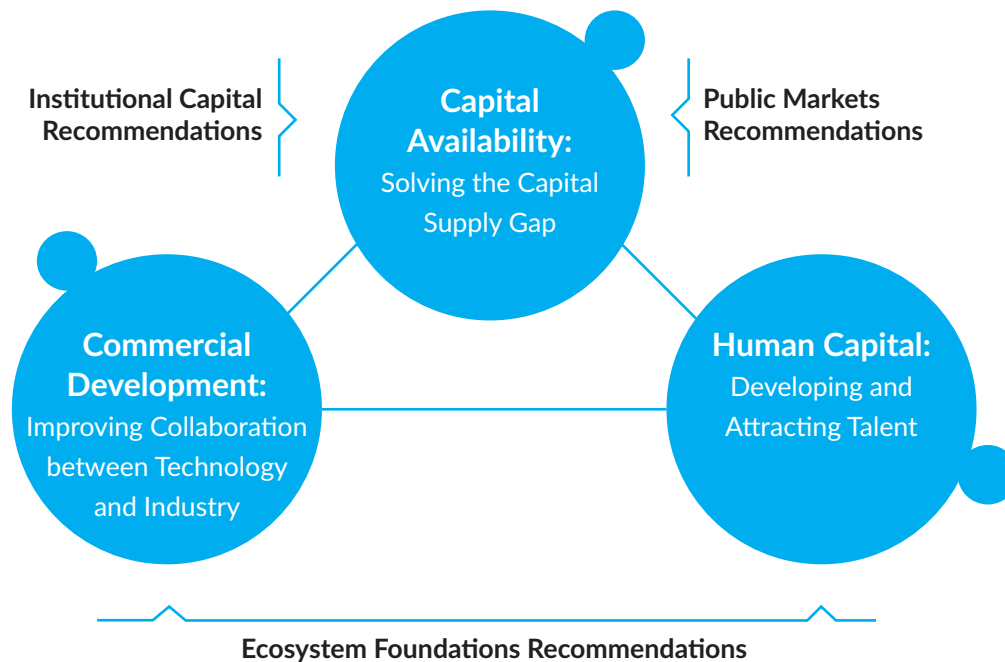 Institutional Capital
Recommendations
Capital
Availability:
Solving the Capital
Supply Gap
Public Markets
Recommendations
Commercial
Development:
Improving Collaboration
between Technology
and Industry
Human Capital:
Developing and
Attracting Talent
Ecosystem Foundations Recommendations